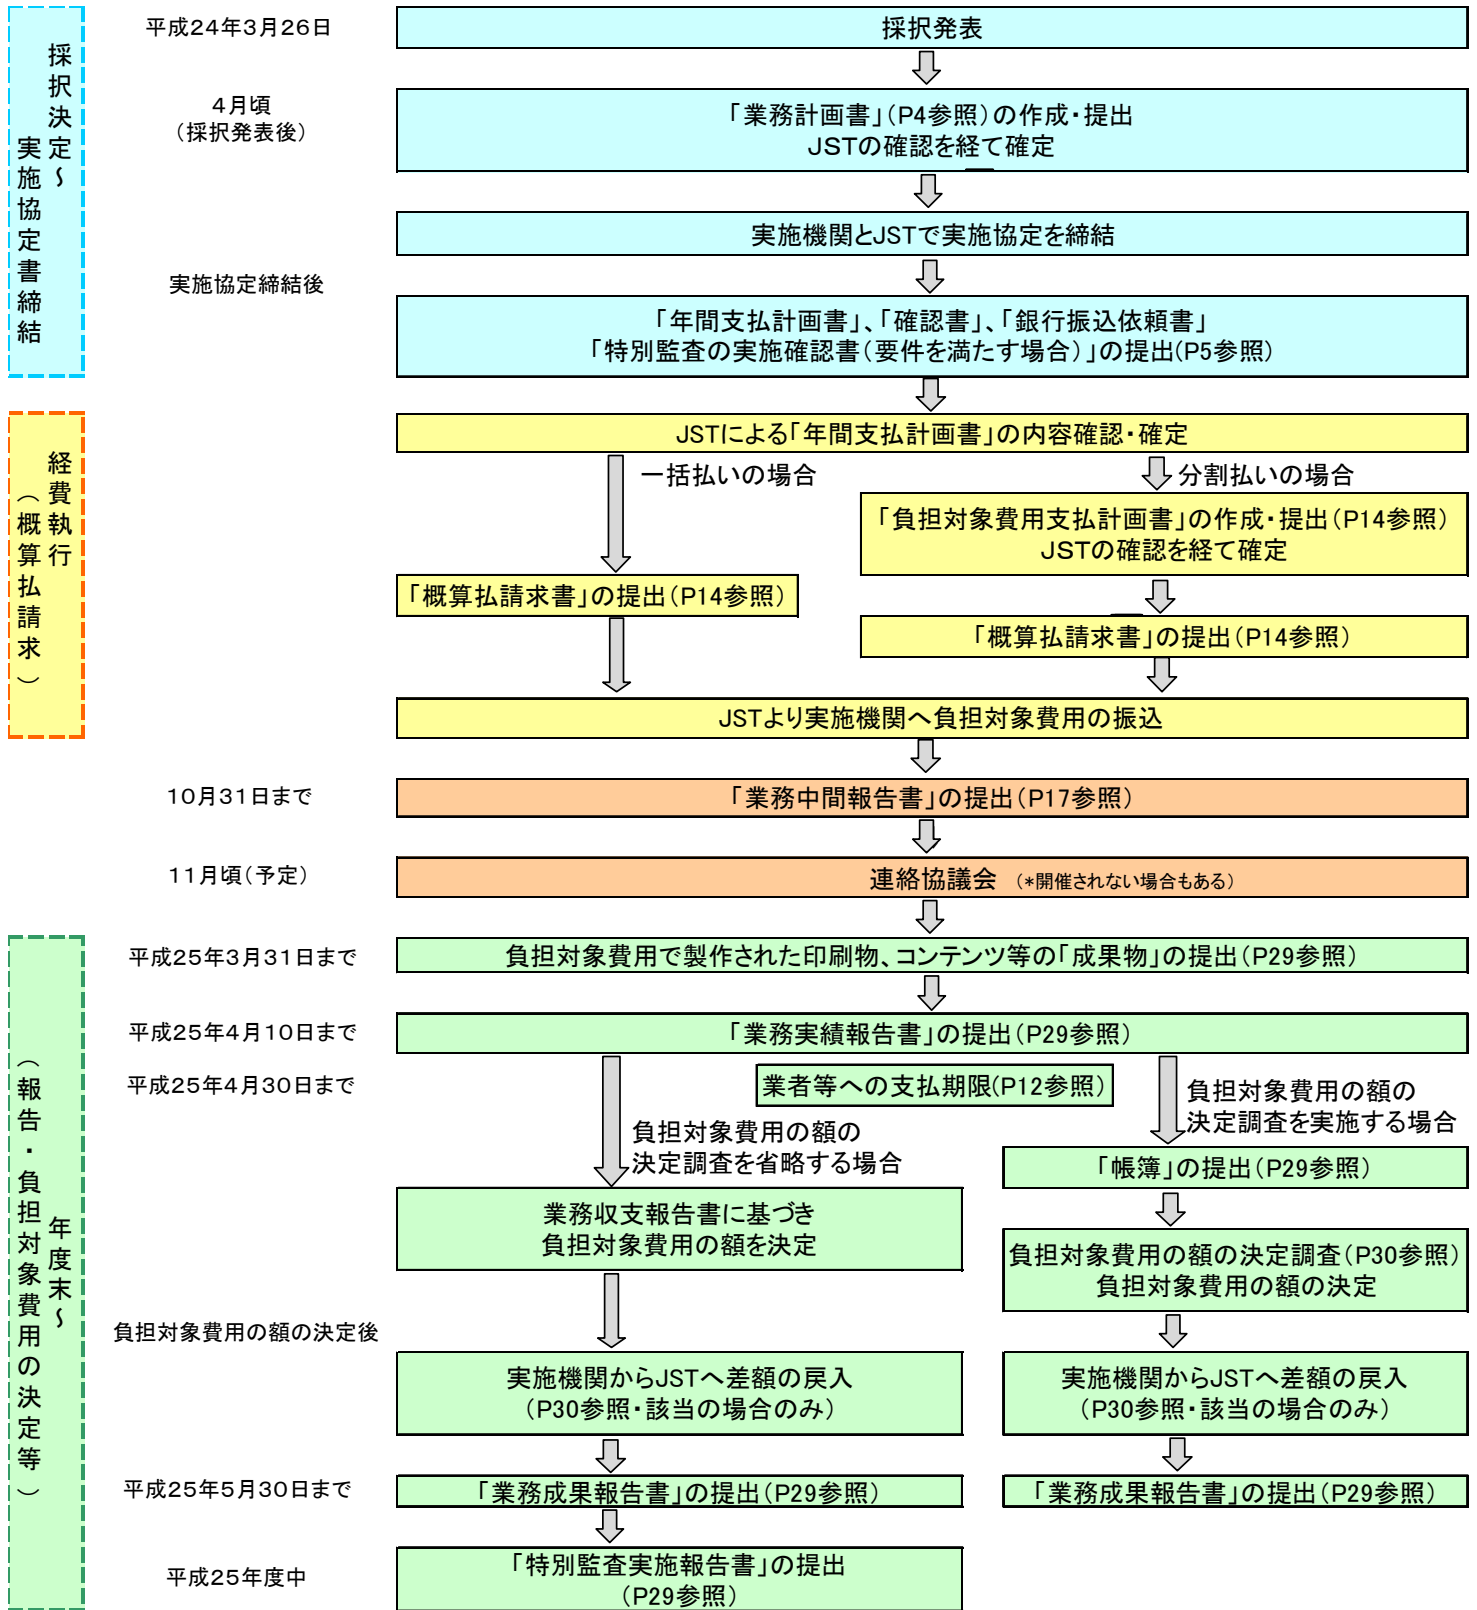 採択決定～
実施協定書締結
平成24年3月26日
採択発表
4月頃
（採択発表後）
「業務計画書」（P4参照）の作成・提出
JSTの確認を経て確定
実施機関とJSTで実施協定を締結
実施協定締結後
「年間支払計画書」、「確認書」、「銀行振込依頼書」
「特別監査の実施確認書（要件を満たす場合）」の提出(P5参照）
経費執行
（概算払請求）
JSTによる「年間支払計画書」の内容確認・確定
一括払いの場合
分割払いの場合
「負担対象費用支払計画書」の作成・提出（P14参照）
JSTの確認を経て確定
「概算払請求書」の提出（P14参照）
「概算払請求書」の提出（P14参照）
JSTより実施機関へ負担対象費用の振込
10月31日まで
「業務中間報告書」の提出（P17参照）
11月頃（予定）
連絡協議会 （*開催されない場合もある）
年度末～
（報告・負担対象費用の決定等）
平成25年3月31日まで
負担対象費用で製作された印刷物、コンテンツ等の「成果物」の提出（P29参照）
平成25年4月10日まで
「業務実績報告書」の提出（P29参照）
平成25年4月30日まで
業者等への支払期限(P12参照）
負担対象費用の額の
決定調査を省略する場合
負担対象費用の額の
決定調査を実施する場合
「帳簿」の提出（P29参照）
業務収支報告書に基づき
負担対象費用の額を決定
負担対象費用の額の決定調査（P30参照）
負担対象費用の額の決定
負担対象費用の額の決定後
実施機関からJSTへ差額の戻入
（P30参照・該当の場合のみ）
実施機関からJSTへ差額の戻入
（P30参照・該当の場合のみ）
平成25年5月30日まで
「業務成果報告書」の提出（P29参照）
「業務成果報告書」の提出（P29参照）
平成25年度中
「特別監査実施報告書」の提出
（P29参照）